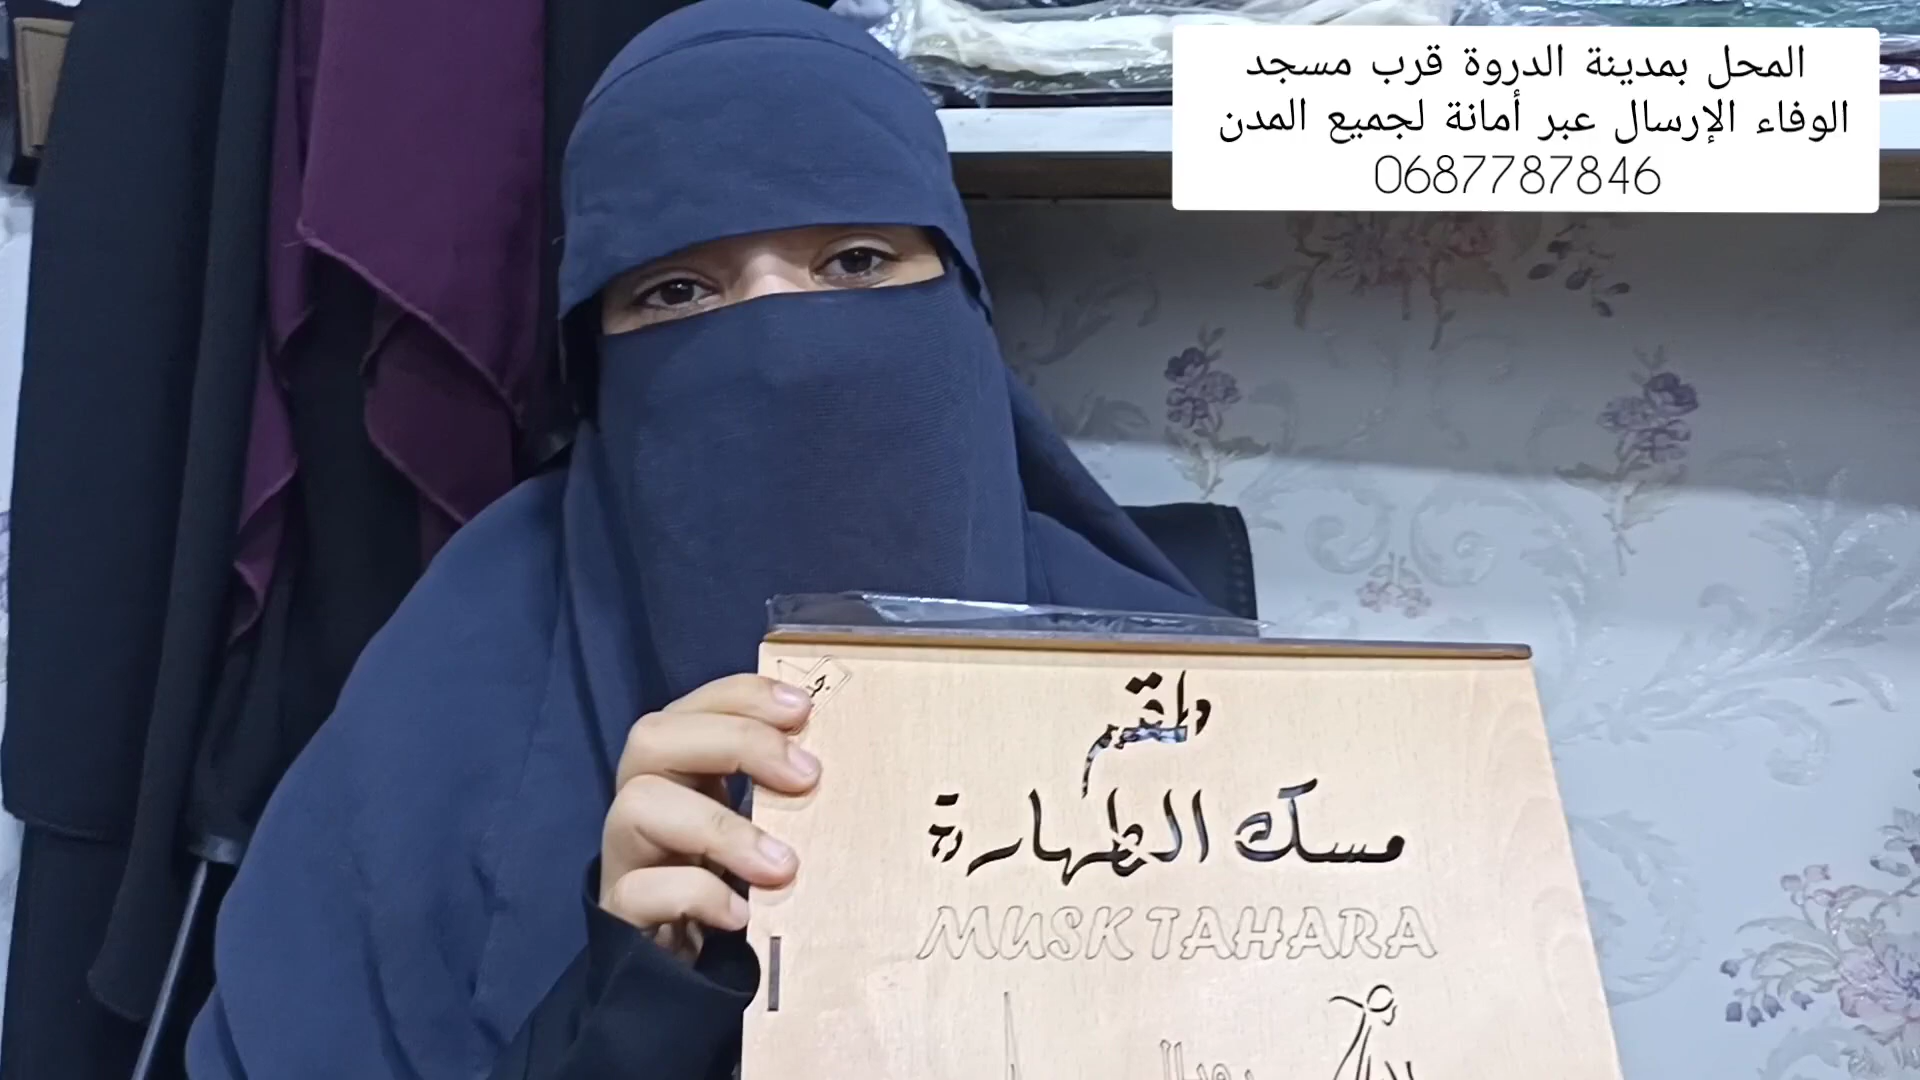 المحل بمدينة الدروة قرب مسجد
الوفاء الإرسال عبر أمانة لجميع المدن
0687787846
مسك الطهارة
MUSK TAHARA